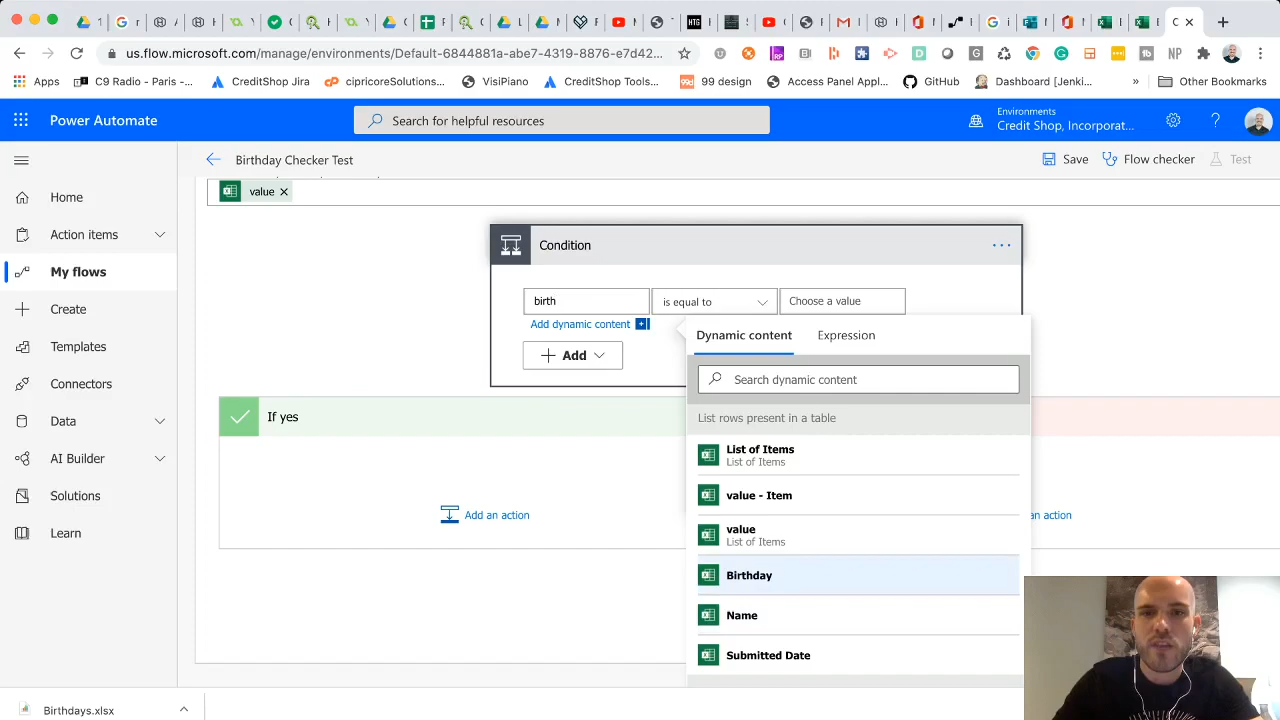 us.flow.microsoft.com/manage/environments/Default-6844881a-abe7-4319-8876-e7d42...
Apps
C9 Radio - Paris -...
CreditShop Jira
cipricoreSolutions...
VisiPiano
CreditShop Tools...
99 design
Access Panel Appl...
GitHub
Dashboard [Jenki...
»
Other Bookmarks
Power Automate
Search for helpful resources
Environments
Credit Shop, Incorporat...
Birthday Checker Test
Save
Flow checker
Test
Home
Action items
My flows
Create
Templates
Connectors
Data
AI Builder
Solutions
Learn
value
Condition
...
birth
is equal to
Choose a value
Add dynamic content
Add
Dynamic content
Expression
Search dynamic content
List rows present in a table
List of Items
List of Items
value - Item
value
List of Items
Birthday
Name
Submitted Date
If yes
Add an action
an action
Birthdays.xlsx